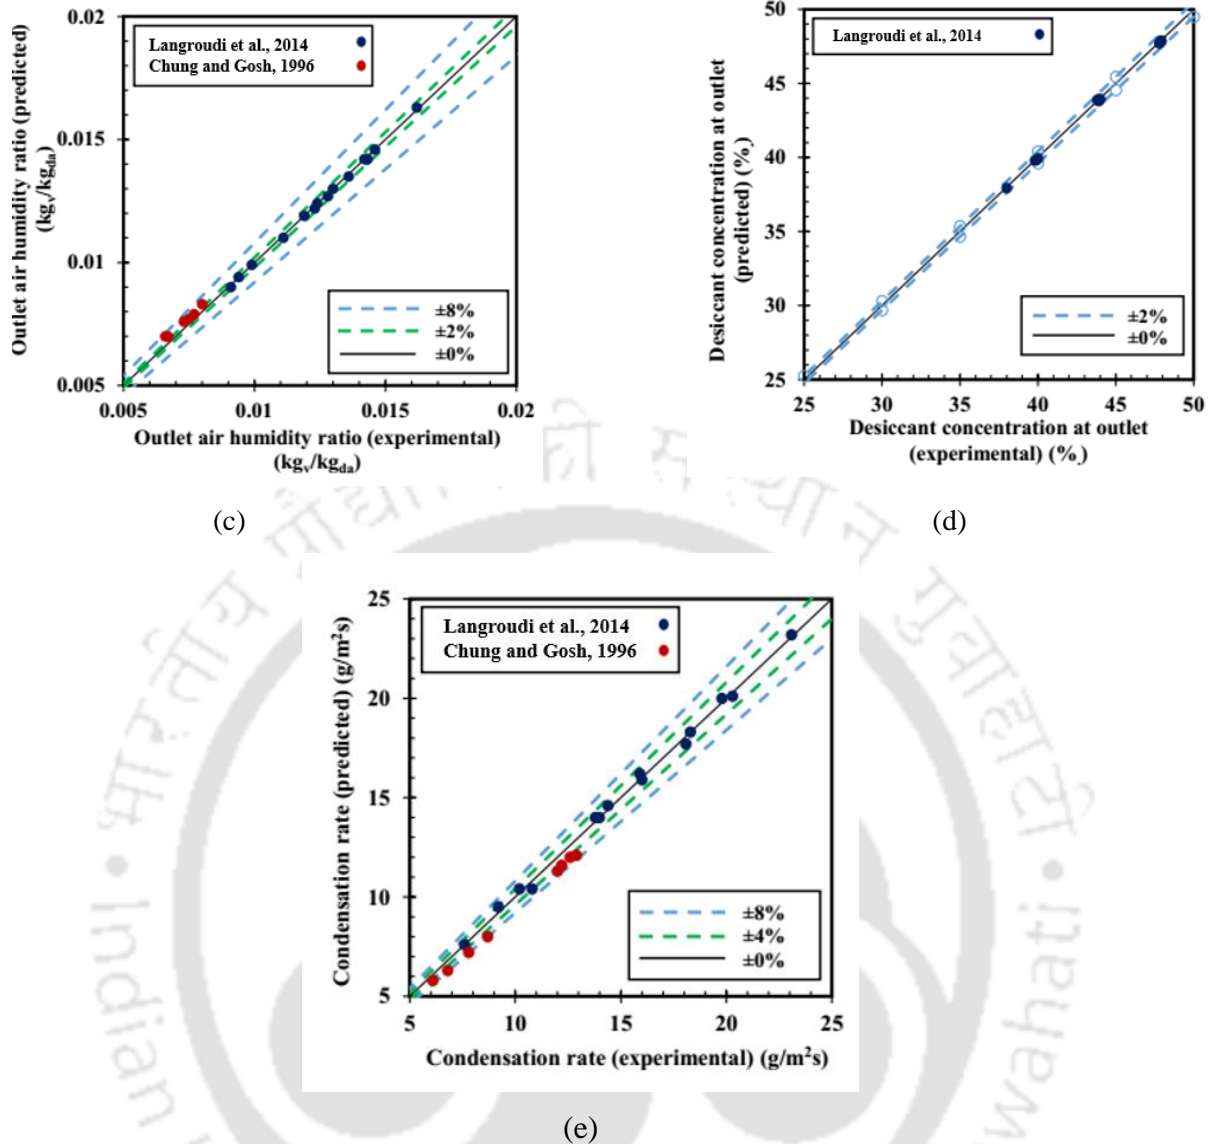 0.02
0.015
0.01
0.005
Outlet air humidity ratio (predicted)
(kgv/kgda)
Langroudi et al., 2014
Chung and Gosh, 1996
±8%
±2%
±0%
0.005
0.01
0.015
0.02
Outlet air humidity ratio (experimental)
(kgv/kgda)
(c)
50
45
40
35
30
25
Desiccant concentration at outlet
(predicted) (%)
Langroudi et al., 2014
±2%
±0%
25
30
35
40
45
50
Desiccant concentration at outlet
(experimental) (%)
(d)
25
20
15
10
5
Condensation rate (predicted) (g/m²s)
Langroudi et al., 2014
Chung and Gosh, 1996
±8%
±4%
±0%
5
10
15
20
25
Condensation rate (experimental) (g/m²s)
(e)
Indian
wahati